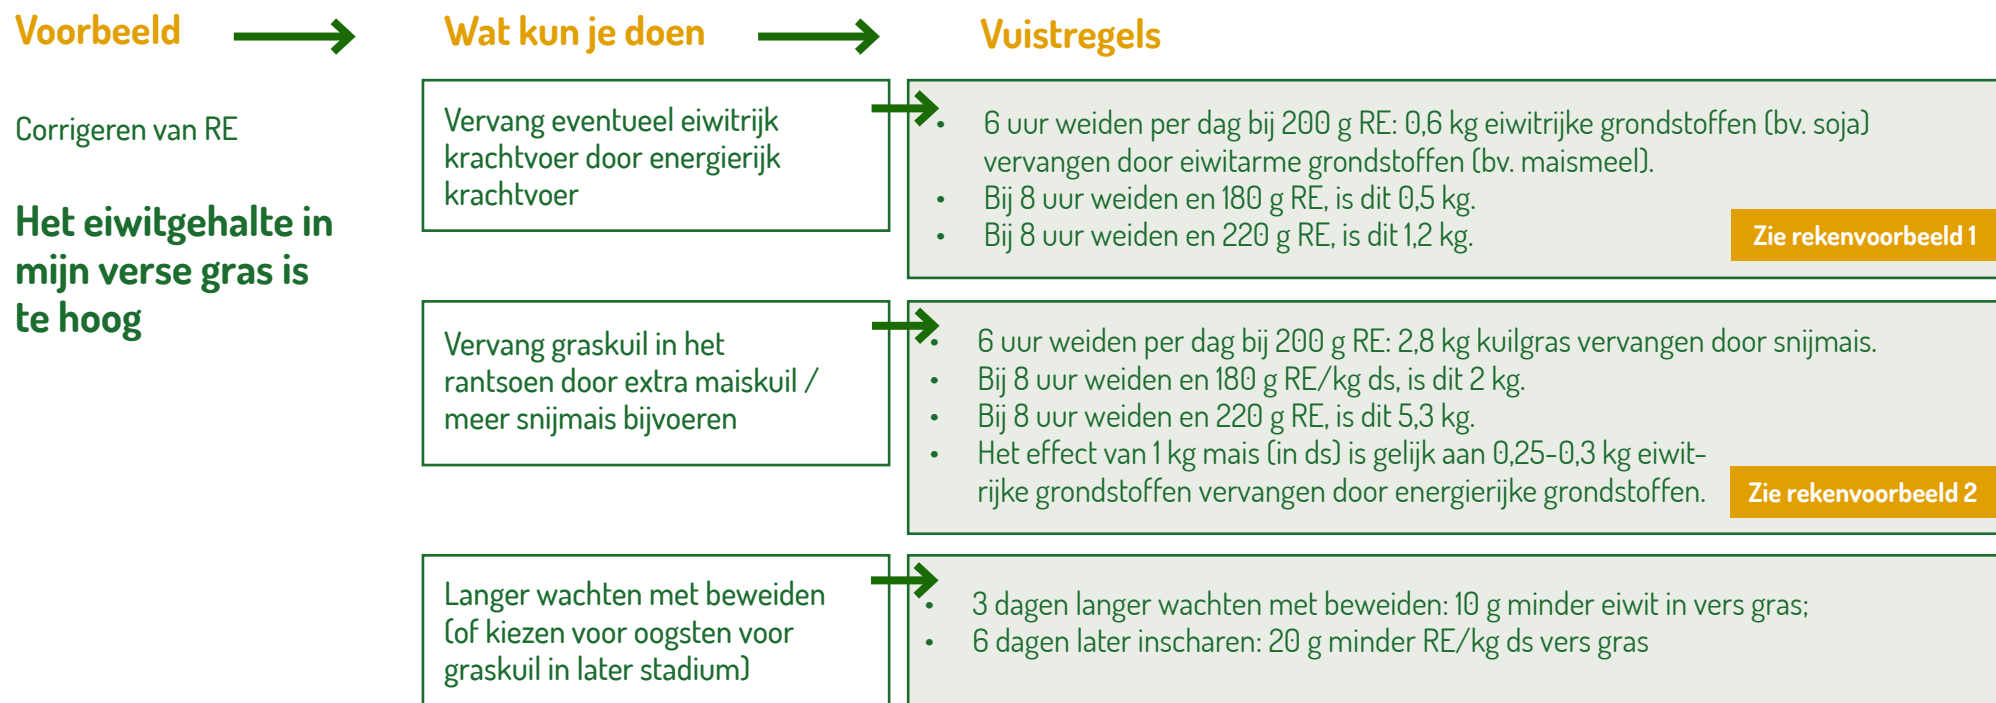 Voorbeeld
Wat kun je doen
Vuistregels
Corrigeren van RE
Het eiwitgehalte in
mijn verse gras is
te hoog
Vervang eventueel eiwitrijk
krachtvoer door energierijk
krachtvoer
• 6 uur weiden per dag bij 200 g RE: 0,6 kg eiwitrijke grondstoffen (bv. soja)
vervangen door eiwitarme grondstoffen (bv. maismeel).
• Bij 8 uur weiden en 180 g RE, is dit 0,5 kg.
• Bij 8 uur weiden en 220 g RE, is dit 1,2 kg.
Zie rekenvoorbeeld 1
Vervang graskuil in het
rantsoen door extra maiskuil /
meer snijmais bijvoeren
• 6 uur weiden per dag bij 200 g RE: 2,8 kg kuilgras vervangen door snijmais.
• Bij 8 uur weiden en 180 g RE/kg ds, is dit 2 kg.
• Bij 8 uur weiden en 220 g RE, is dit 5,3 kg.
• Het effect van 1 kg mais (in ds) is gelijk aan 0,25-0,3 kg eiwit-
rijke grondstoffen vervangen door energierijke grondstoffen.
Zie rekenvoorbeeld 2
Langer wachten met beweiden
(of kiezen voor oogsten voor
graskuil in later stadium)
• 3 dagen langer wachten met beweiden: 10 g minder eiwit in vers gras;
• 6 dagen later inscharen: 20 g minder RE/kg ds vers gras